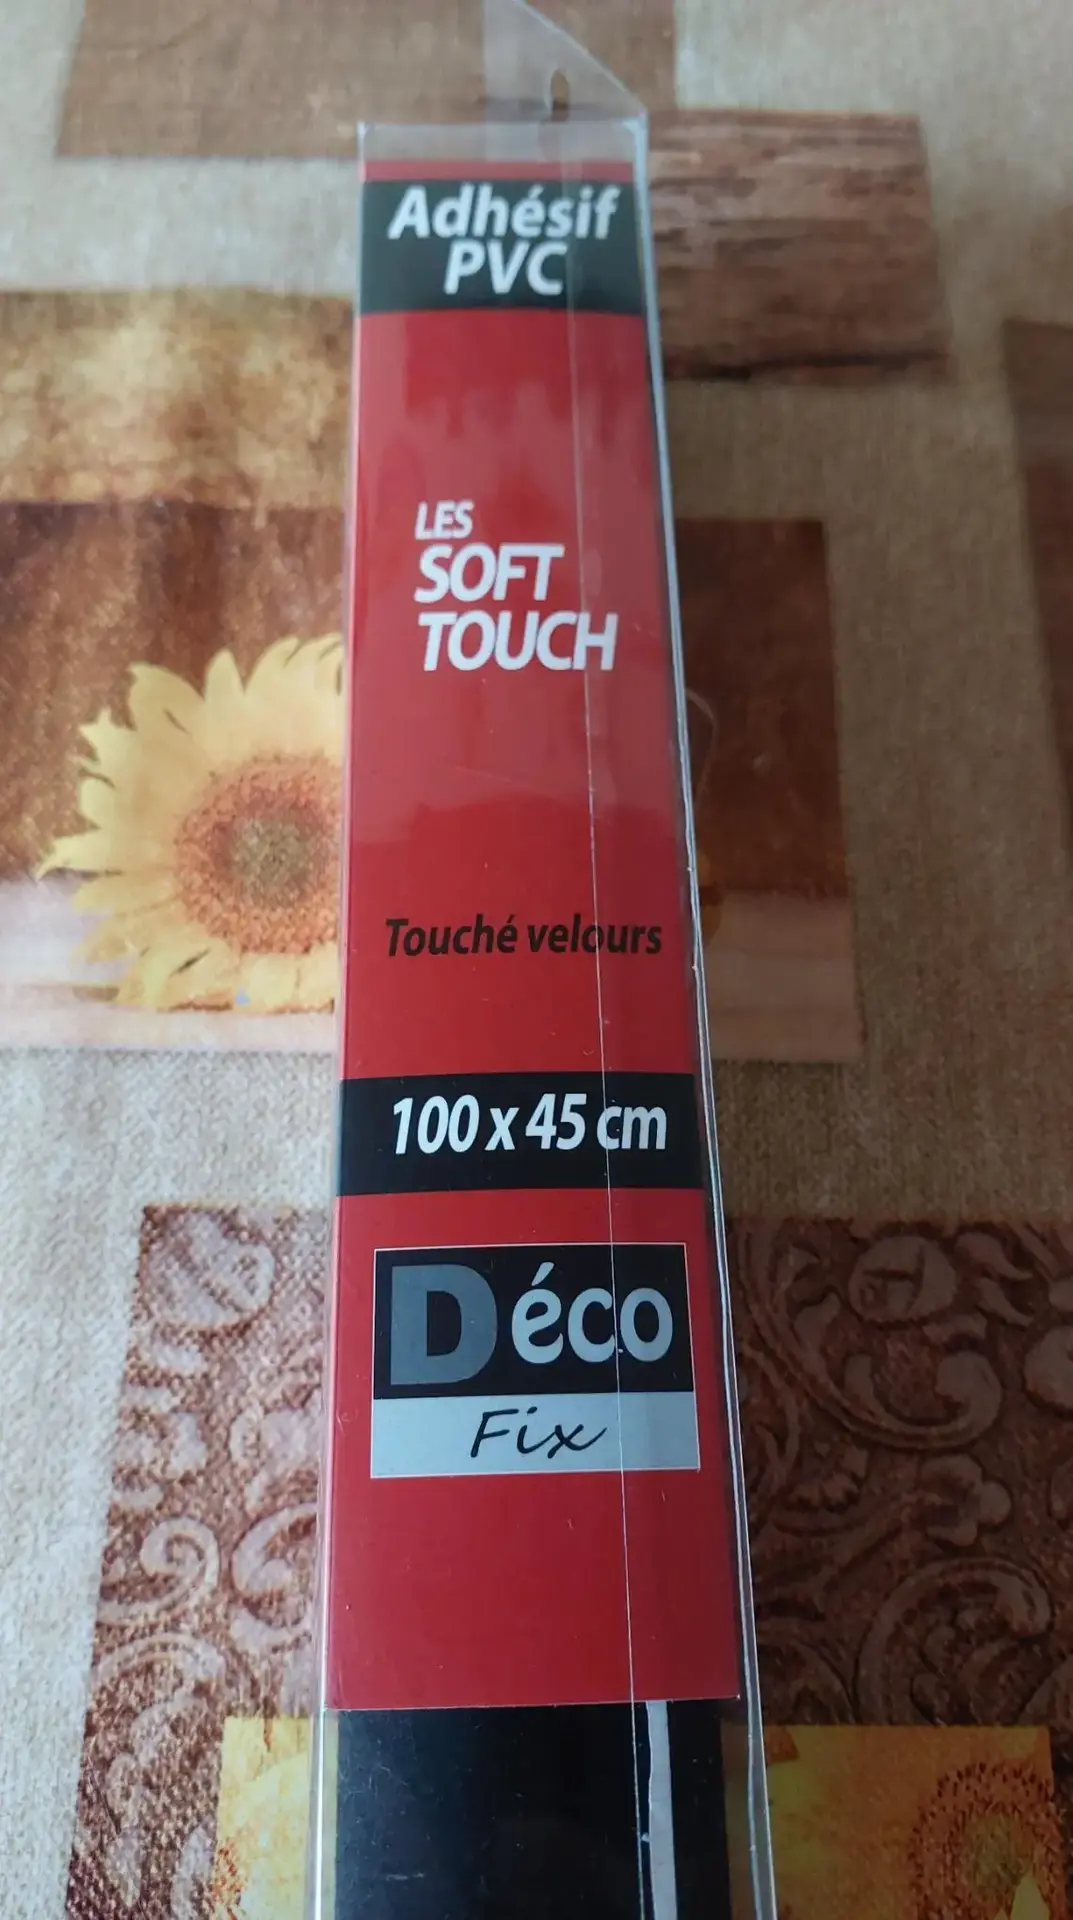 Adhésif
PVC
LES
SOFT
TOUCH
Touché velours
100 x 45 cm
Déco
Fix